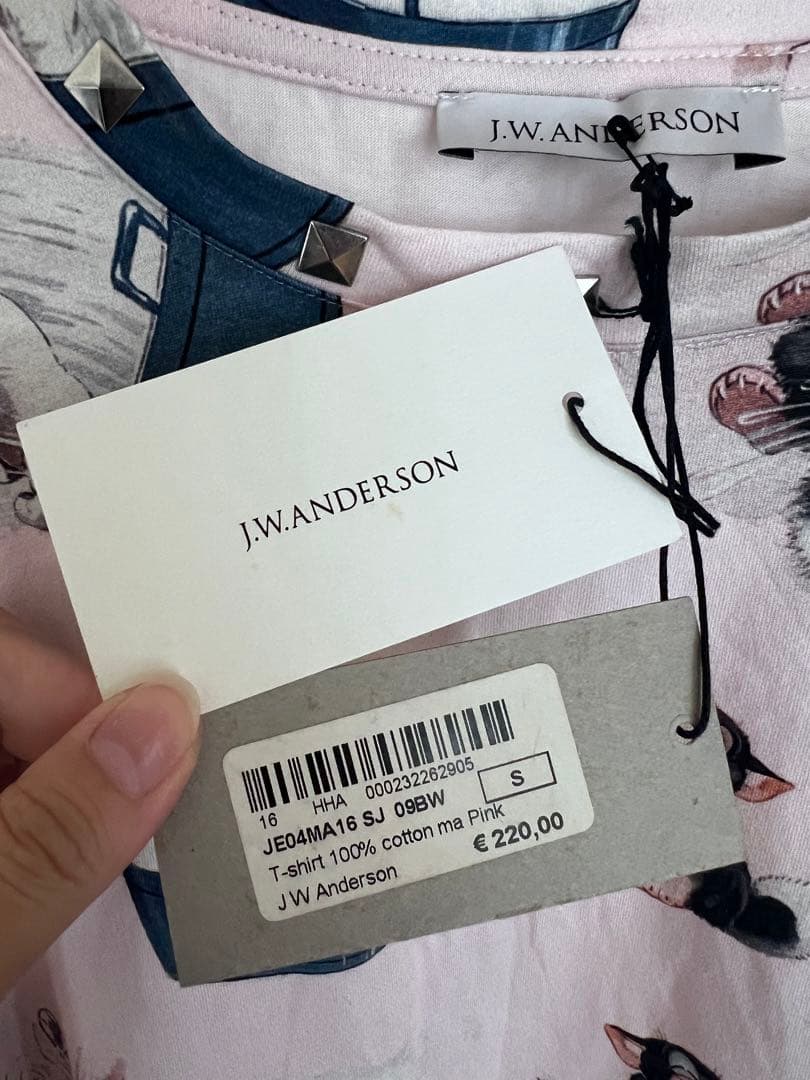 J.W.ANDERSON
J.W.ANDERSON
16 HHA 000232262905
JE04MA16 SJ 09BW
S
T-shirt 100% cotton ma Pink
€ 220,00
J W Anderson